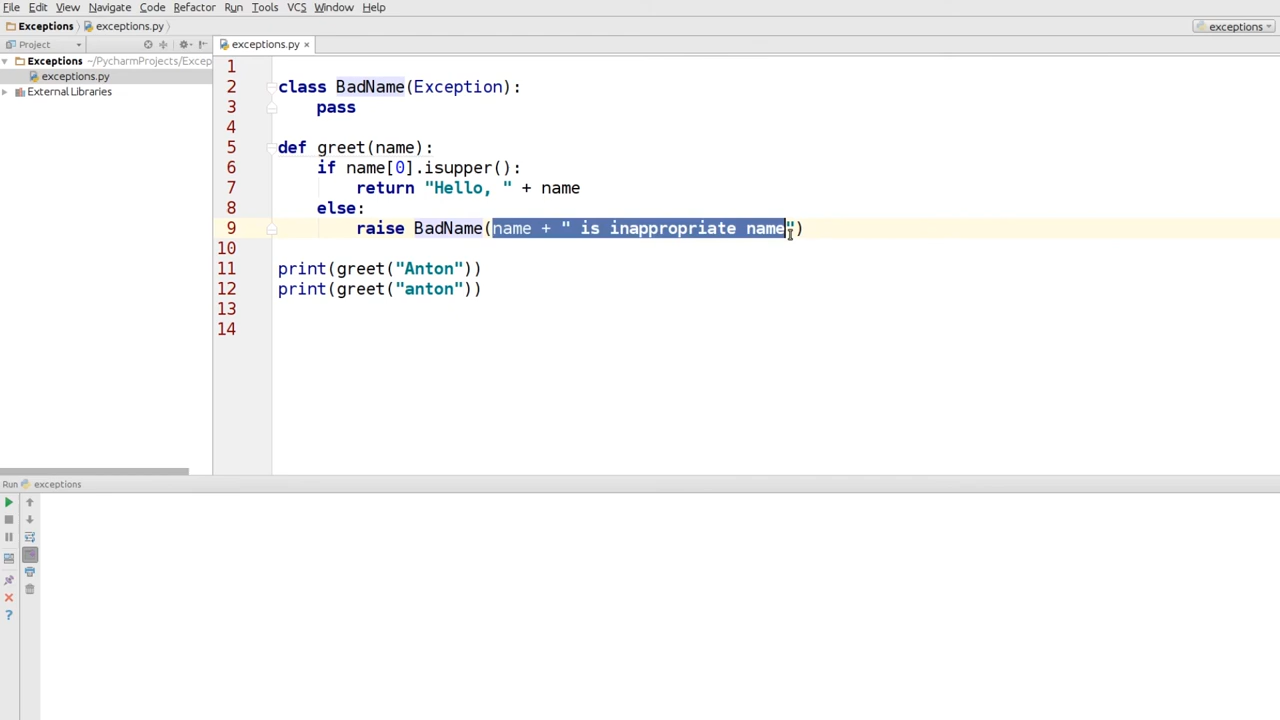 File Edit View Navigate Code Refactor Run Tools VCS Window Help
Exceptions exceptions.py exceptions
Project exceptions.py ×
Exceptions ~/PycharmProjects/Excep
exceptions.py
External Libraries
1
2 class BadName(Exception):
3     pass
4
5 def greet(name):
6     if name[0].isupper():
7         return "Hello, " + name
8     else:
9         raise BadName(name + " is inappropriate name")
10
11 print(greet("Anton"))
12 print(greet("anton"))
13
14
Run exceptions